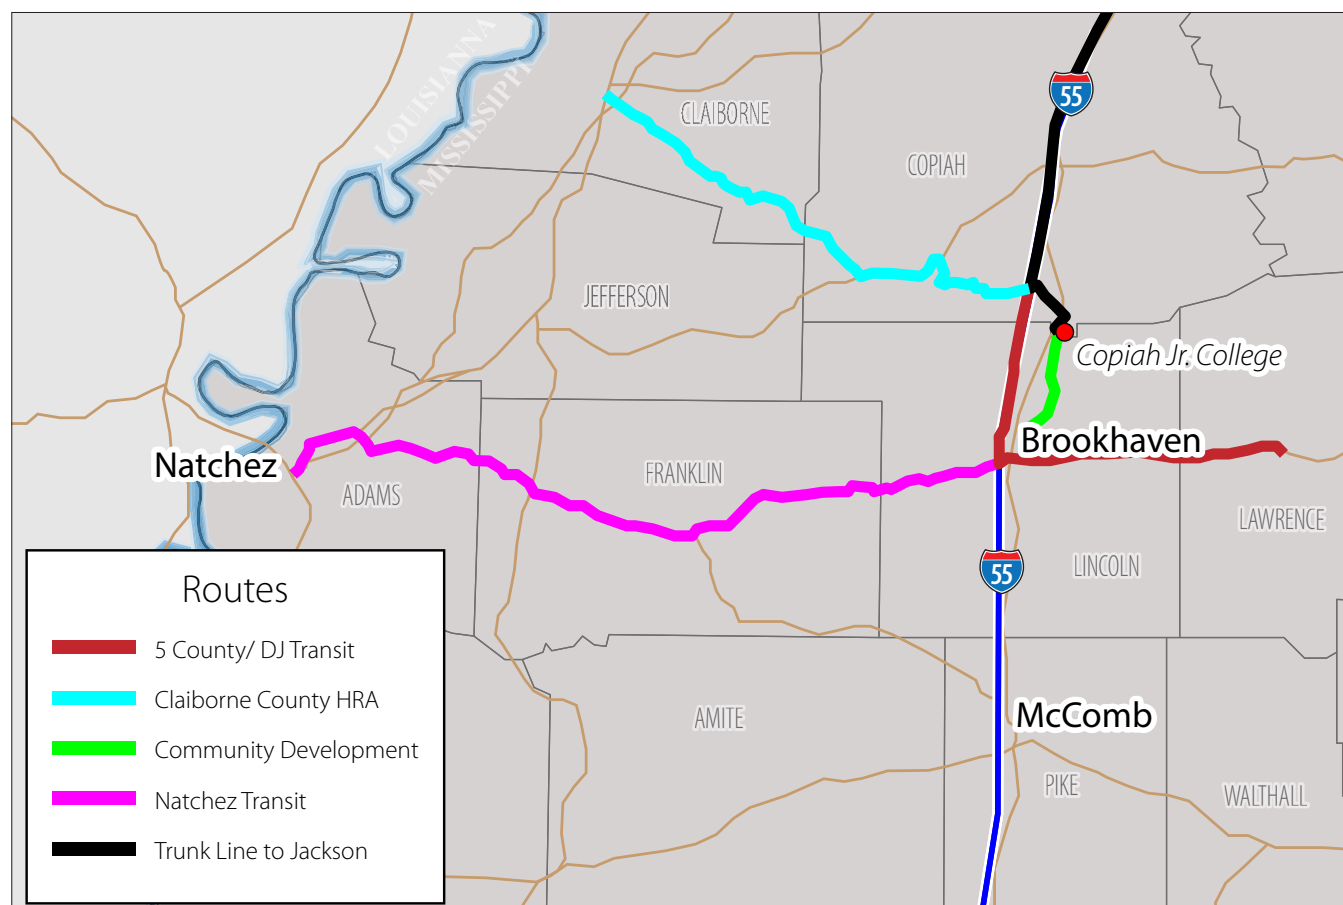 LOUISIANNA
MISSISSIPPI
55
CLAIBORNE
COPIAH
JEFFERSON
Copiah Jr. College
Brookhaven
Natchez
FRANKLIN
ADAMS
LAWRENCE
55
LINCOLN
McComb
AMITE
PIKE
WALTHALL
Routes
5 County/ DJ Transit
Claiborne County HRA
Community Development
Natchez Transit
Trunk Line to Jackson